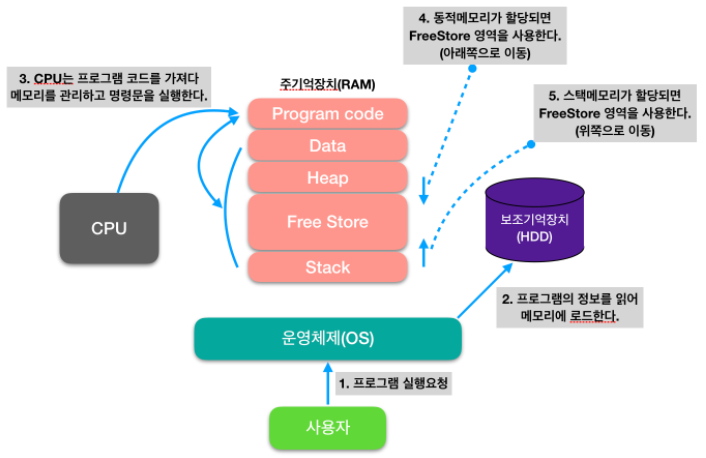 4. 동적메모리가 할당되면
FreeStore 영역을 사용한다.
(아래쪽으로 이동)
3. CPU는 프로그램 코드를 가져다
메모리를 관리하고 명령문을 실행한다.
주기억장치(RAM)
5. 스택메모리가 할당되면
FreeStore 영역을 사용한다.
(위쪽으로 이동)
Program code
Data
Heap
Free Store
Stack
CPU
보조기억장치
(HDD)
2. 프로그램의 정보를 읽어
메모리에 로드한다.
운영체제(OS)
1. 프로그램 실행요청
사용자